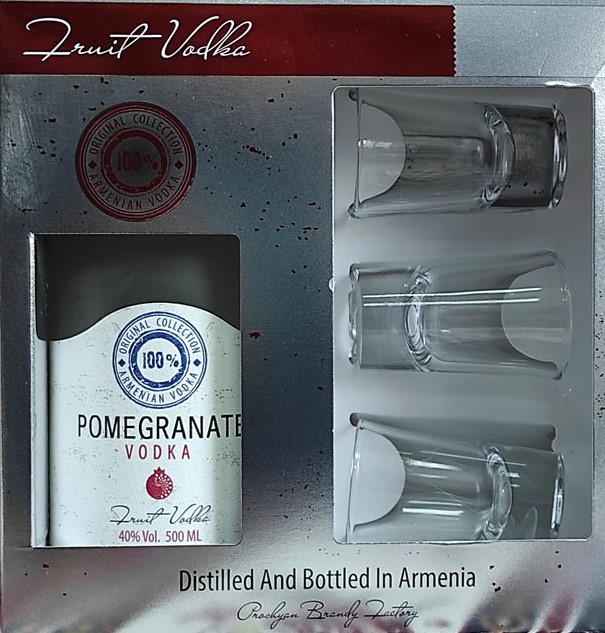 Fruit Vodka
ORIGINAL COLLECTION
100%
ARMENIAN VODKA
ORIGINAL COLLECTION
100%
ARMENIAN VODKA
POMEGRANATE
VODKA
Fruit Vodka
40% Vol. 500 ML
Distilled And Bottled In Armenia
Proshyan Brandy Factory